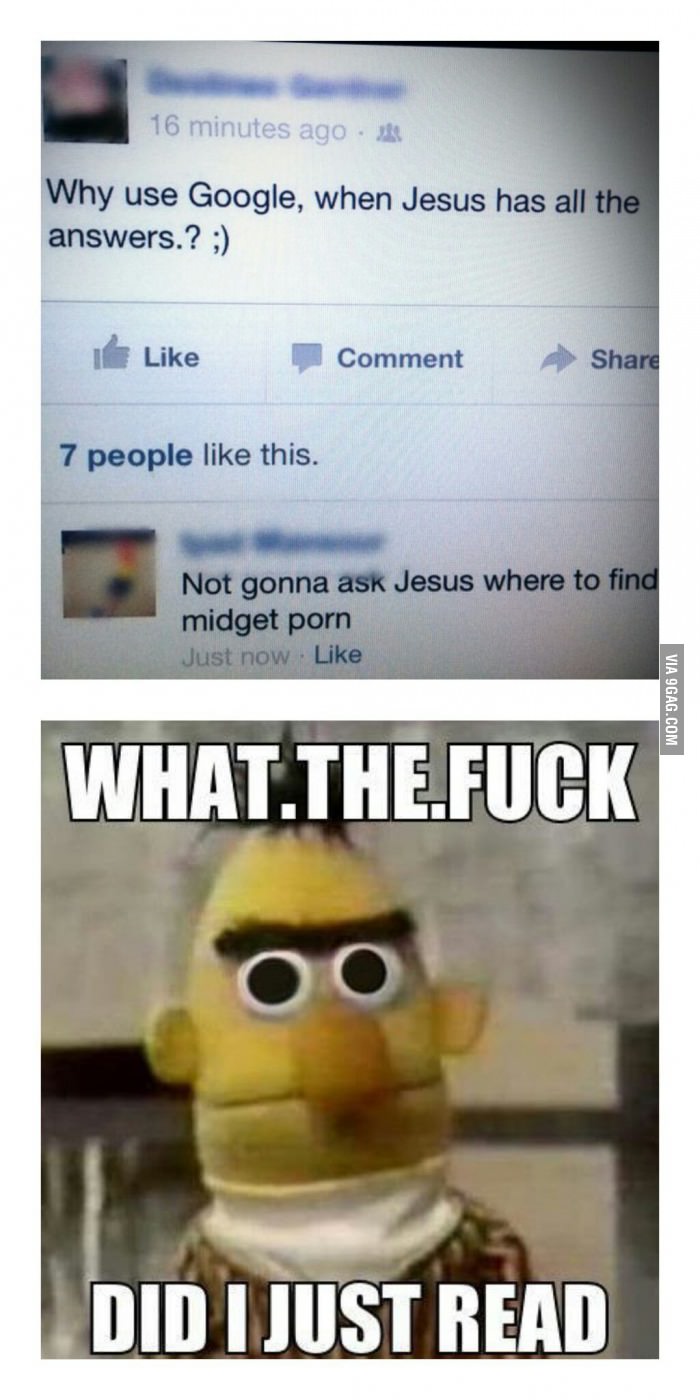 16 minutes ago ·
Why use Google, when Jesus has all the
answers.? ;)
Like Comment Share
7 people like this.
Not gonna ask Jesus where to find
midget porn
Just now · Like
VIA 9GAG.COM
WHAT.THE.FUCK
DID I JUST READ